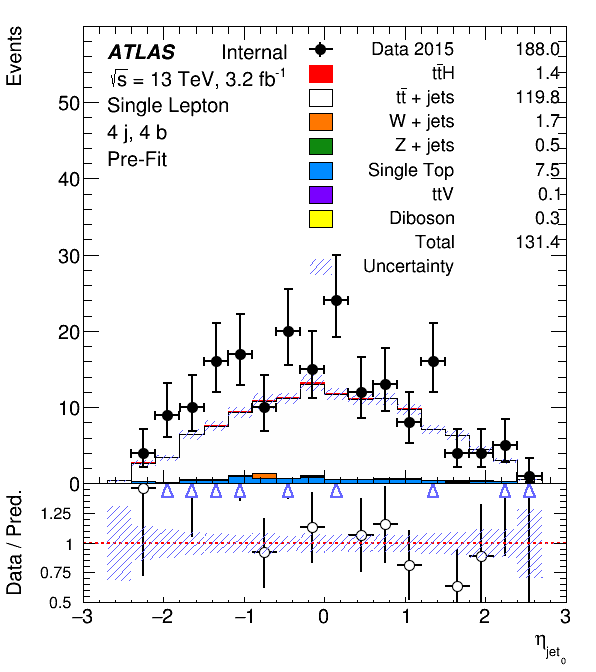 Events
ATLAS Internal
√s = 13 TeV, 3.2 fb⁻¹
Single Lepton
4 j, 4 b
Pre-Fit
Data 2015 188.0
tt̄H 1.4
tt̄ + jets 119.8
W + jets 1.7
Z + jets 0.5
Single Top 7.5
ttV 0.1
Diboson 0.3
Total 131.4
Uncertainty
50
40
30
20
10
0
Data / Pred.
1.25
1
0.75
0.5
−3 −2 −1 0 1 2 3
η_jet_0